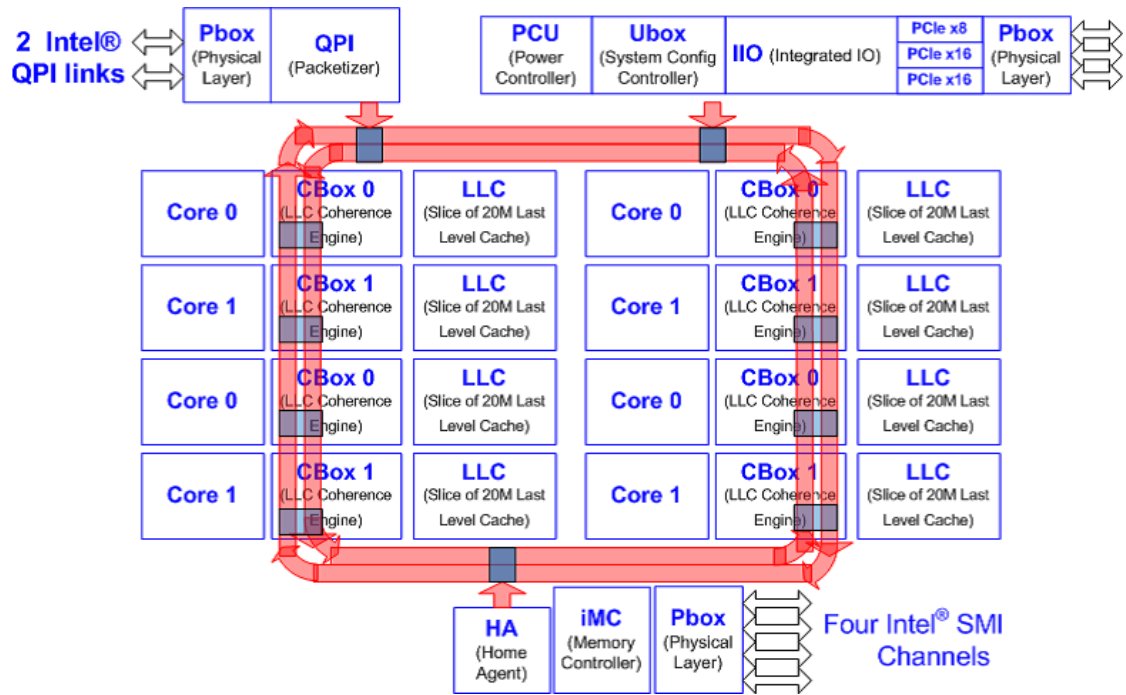 2 Intel®
QPI links
Pbox
(Physical
Layer)
QPI
(Packetizer)
PCU
(Power
Controller)
Ubox
(System Config
Controller)
IIO (Integrated IO)
PCIe x8
PCIe x16
PCIe x16
Pbox
(Physical
Layer)
Core 0
CBox 0
(LLC Coherence
Engine)
LLC
(Slice of 20M Last
Level Cache)
Core 0
CBox 0
(LLC Coherence
Engine)
LLC
(Slice of 20M Last
Level Cache)
Core 1
CBox 1
(LLC Coherence
Engine)
LLC
(Slice of 20M Last
Level Cache)
Core 1
CBox 1
(LLC Coherence
Engine)
LLC
(Slice of 20M Last
Level Cache)
Core 0
CBox 0
(LLC Coherence
Engine)
LLC
(Slice of 20M Last
Level Cache)
Core 0
CBox 0
(LLC Coherence
Engine)
LLC
(Slice of 20M Last
Level Cache)
Core 1
CBox 1
(LLC Coherence
Engine)
LLC
(Slice of 20M Last
Level Cache)
Core 1
CBox 1
(LLC Coherence
Engine)
LLC
(Slice of 20M Last
Level Cache)
HA
(Home
Agent)
iMC
(Memory
Controller)
Pbox
(Physical
Layer)
Four Intel® SMI
Channels